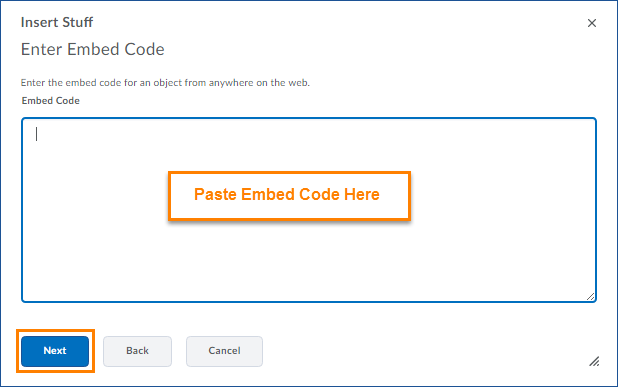 Insert Stuff
Enter Embed Code
Enter the embed code for an object from anywhere on the web.
Embed Code
Paste Embed Code Here
Next Back Cancel